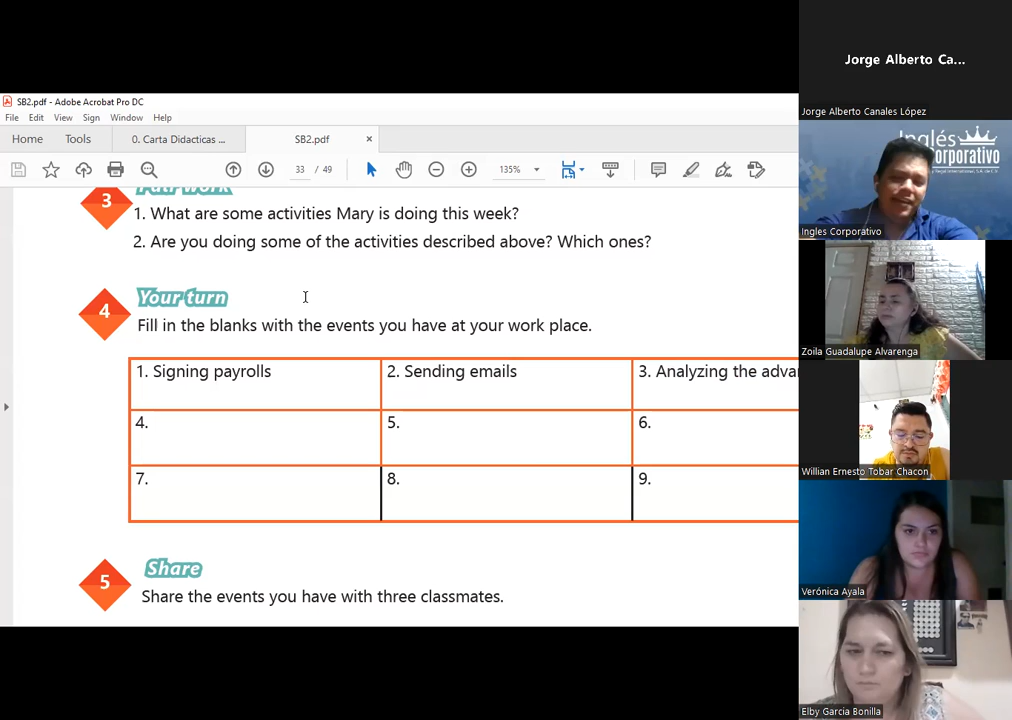 SB2.pdf - Adobe Acrobat Pro DC
File Edit View Sign Window Help
Home Tools 0. Carta Didacticas ... SB2.pdf ×
33 / 49 135%
3
1. What are some activities Mary is doing this week?
2. Are you doing some of the activities described above? Which ones?
4 Your turn
Fill in the blanks with the events you have at your work place.
1. Signing payrolls 2. Sending emails 3. Analyzing the adva
4. 5. 6.
7. 8. 9.
5 Share
Share the events you have with three classmates.
Jorge Alberto Ca...
Jorge Alberto Canales López
Inglés
Ingles Corporativo
Zoila Guadalupe Alvarenga
Willian Ernesto Tobar Chacon
Verónica Ayala
Elby Garcia Bonilla